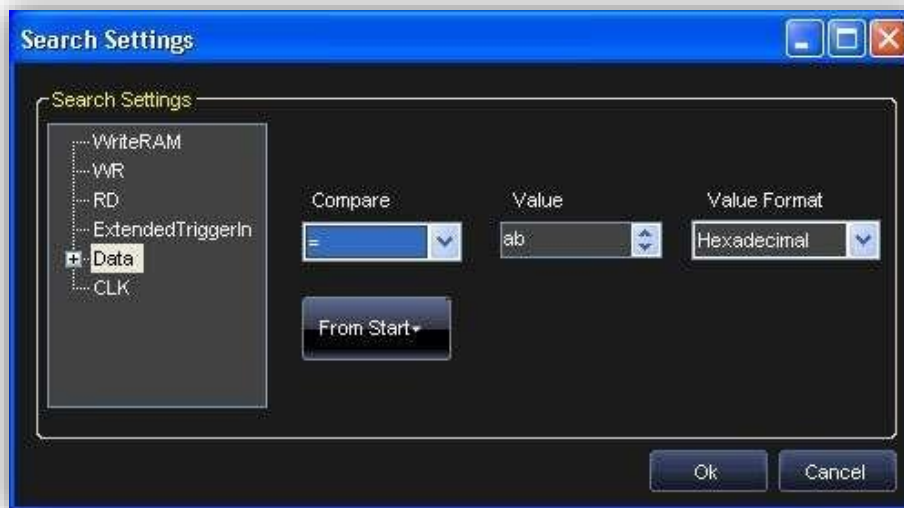 Search Settings
Search Settings
WriteRAM
WR
RD
ExtendedTriggerIn
Data
CLK
Compare
Value
Value Format
=
ab
Hexadecimal
From Start
Ok
Cancel